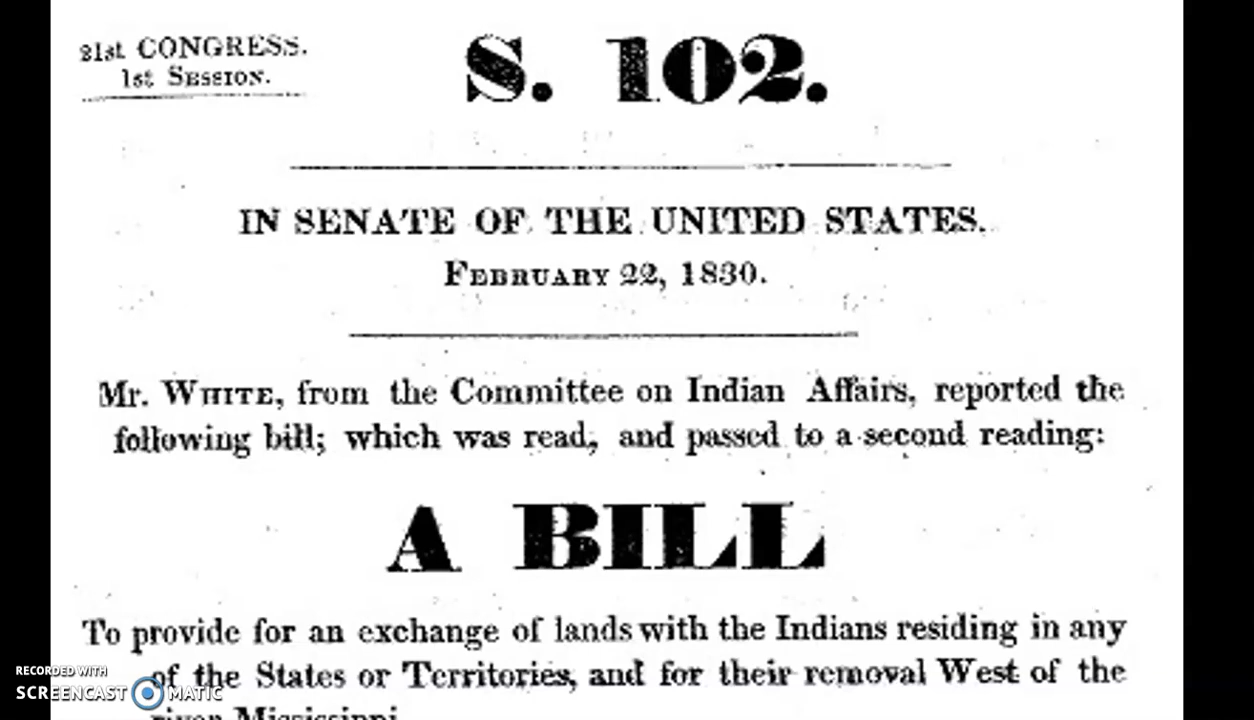 21st CONGRESS.
1st SESSION.
S. 102.
IN SENATE OF THE UNITED STATES.
FEBRUARY 22, 1830.
Mr. WHITE, from the Committee on Indian Affairs, reported the
following bill; which was read, and passed to a second reading:
A BILL
To provide for an exchange of lands with the Indians residing in any
of the States or Territories, and for their removal West of the
river Mississippi.
RECORDED WITH
SCREENCAST MATIC